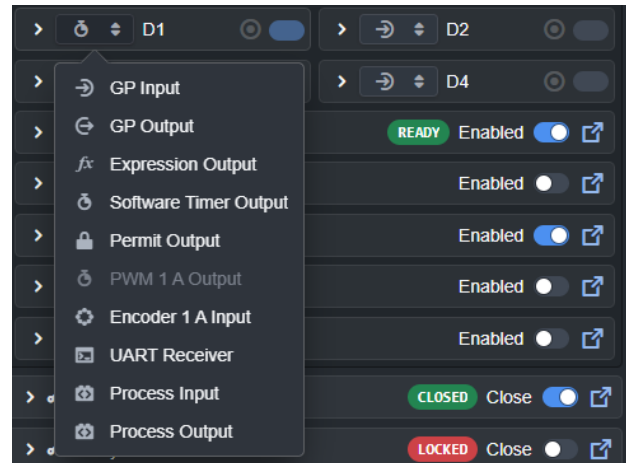 D1
D2
D4
GP Input
GP Output
READY Enabled
fx Expression Output
Software Timer Output
Enabled
Permit Output
Enabled
PWM 1 A Output
Enabled
Encoder 1 A Input
Enabled
UART Receiver
Process Input
CLOSED Close
Process Output
LOCKED Close